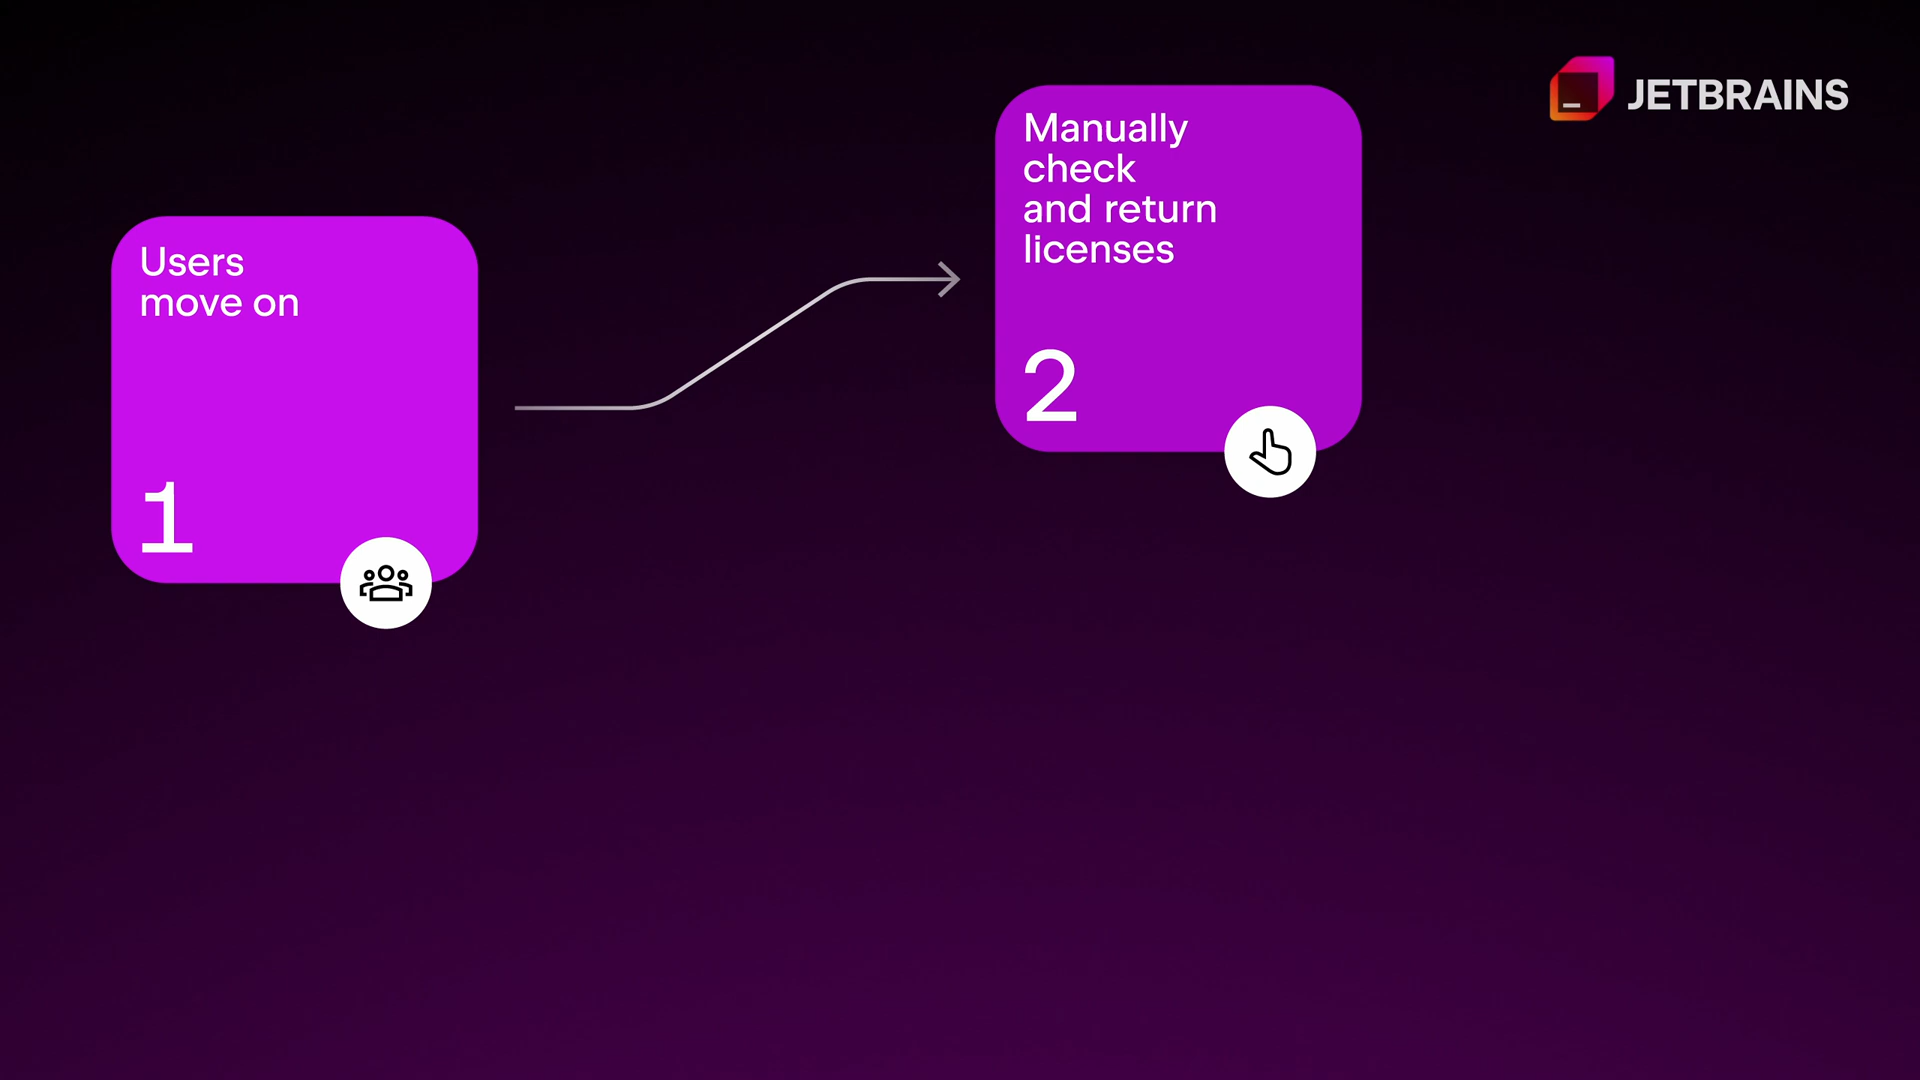 JETBRAINS
Users
move on
1
Manually
check
and return
licenses
2